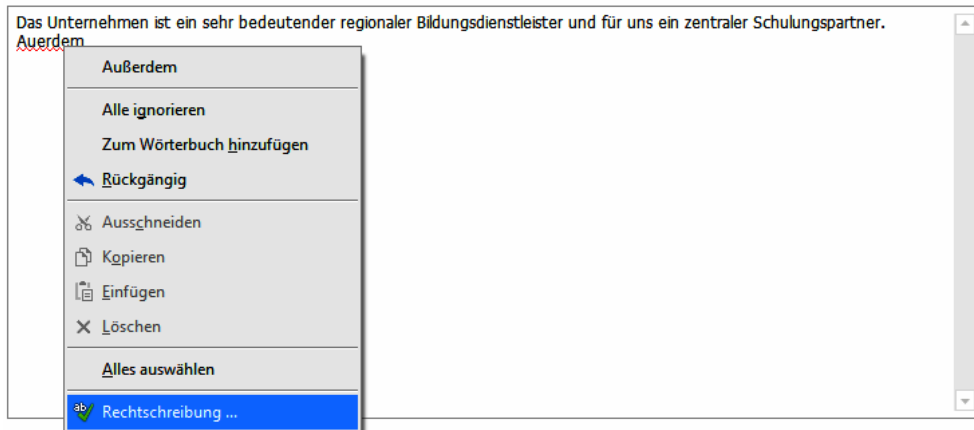 Das Unternehmen ist ein sehr bedeutender regionaler Bildungsdienstleister und für uns ein zentraler Schulungspartner.
Auerdem
Außerdem
Alle ignorieren
Zum Wörterbuch hinzufügen
Rückgängig
Ausschneiden
Kopieren
Einfügen
Löschen
Alles auswählen
Rechtschreibung ...